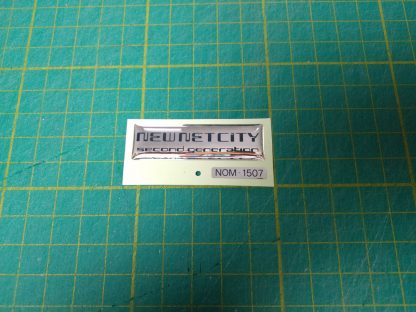 NEWNETCITY
second generation
NOM-1507